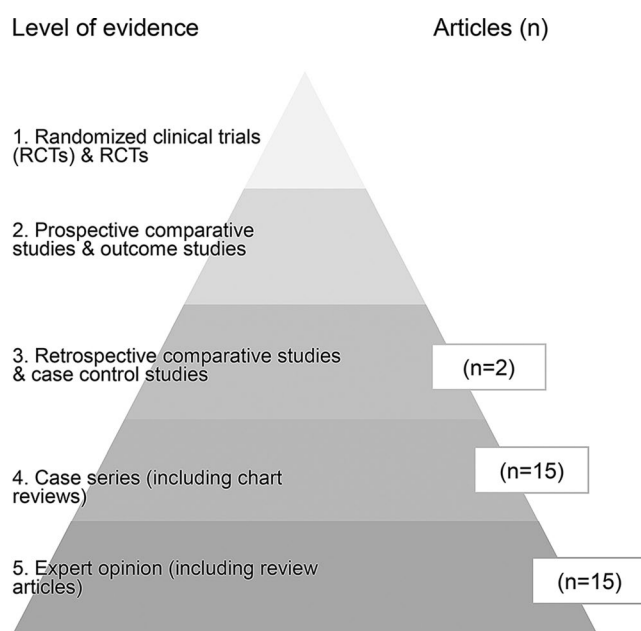 Level of evidence
Articles (n)
1. Randomized clinical trials
(RCTs) & RCTs
2. Prospective comparative
studies & outcome studies
3. Retrospective comparative studies
& case control studies
(n=2)
4. Case series (including chart
reviews)
(n=15)
5. Expert opinion (including review
articles)
(n=15)